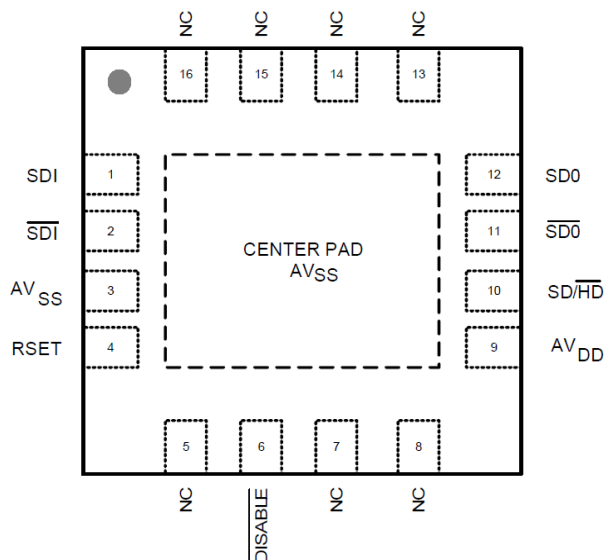 NC NC NC NC
16 15 14 13
SDI 1 12 SD0
SDI 2 11 SD0
CENTER PAD
AVSS
AVSS 3 10 SD/HD
RSET 4 9 AVDD
5 6 7 8
NC DISABLE NC NC